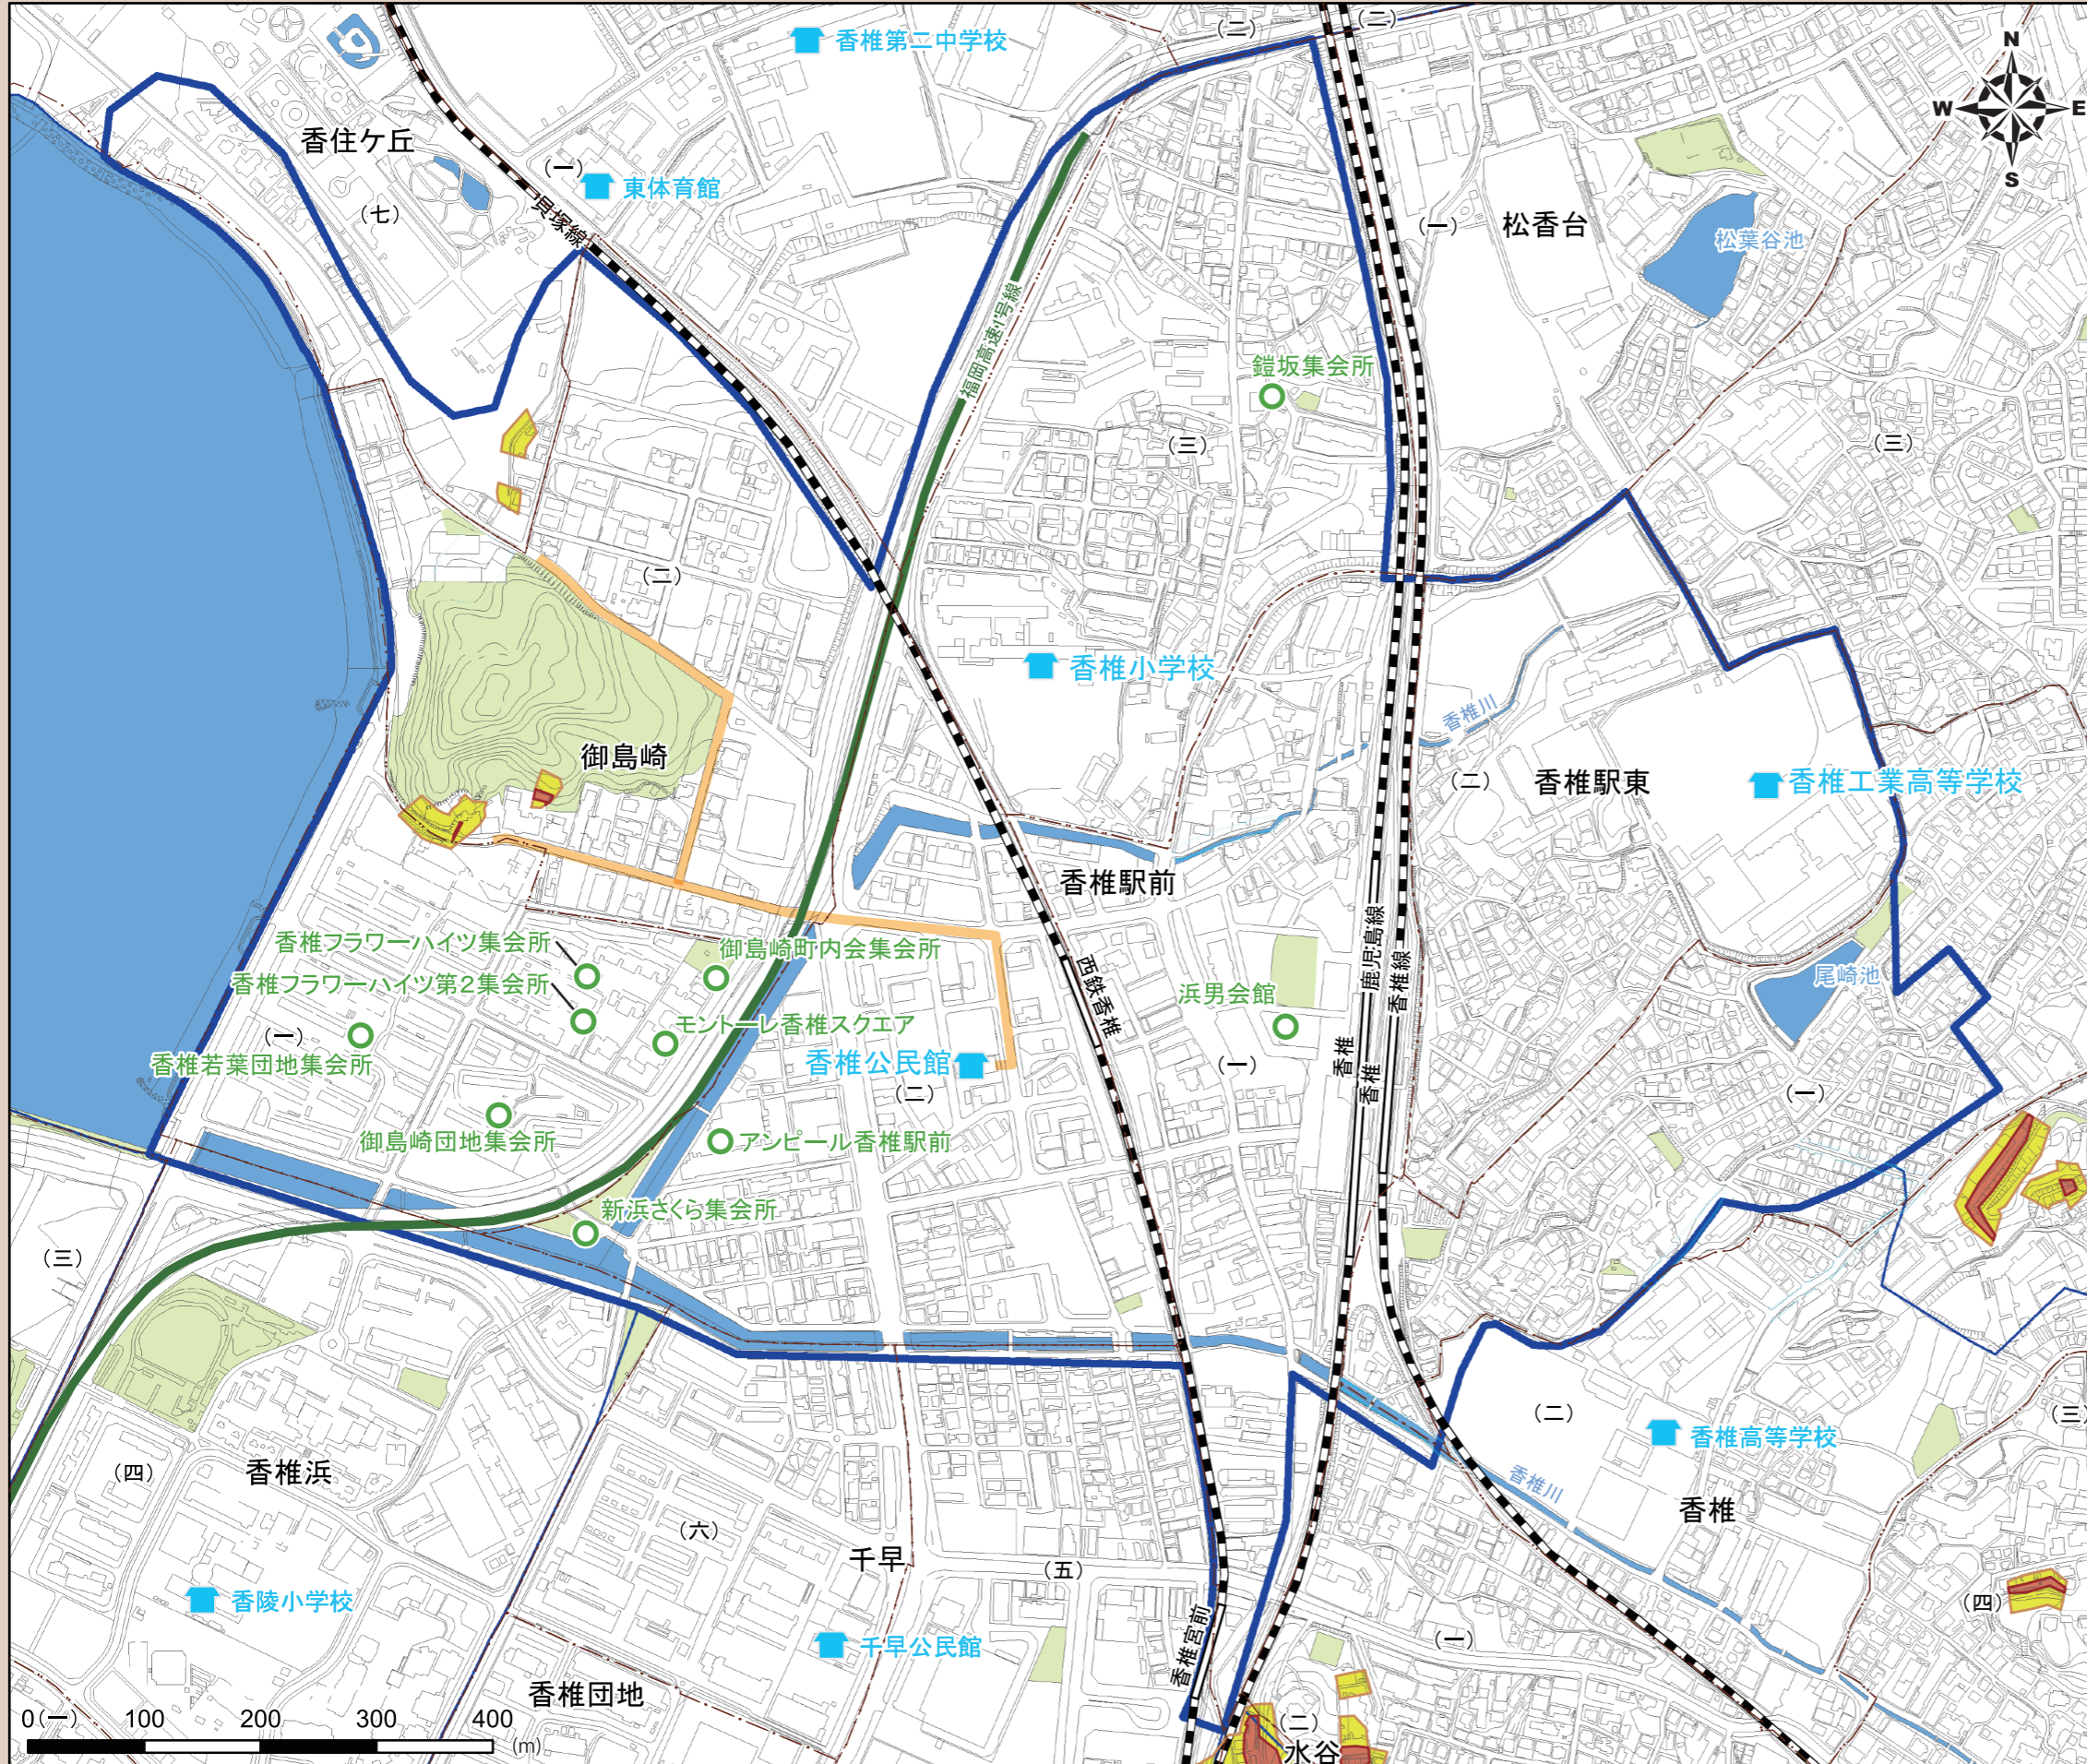 香椎第二中学校
(二)
(二)
N
W
E
S
香住ケ丘
(一)
東体育館
(七)
貝塚線
(一)
松香台
松葉谷池
福岡高速1号線
鎧坂集会所
(三)
(三)
(二)
香椎小学校
香椎川
御島崎
(二)
香椎駅東
香椎工業高等学校
香椎駅前
鹿児島線
香椎線
香椎フラワーハイツ集会所
御島崎町内会集会所
香椎フラワーハイツ第2集会所
西鉄香椎
浜男会館
尾崎池
(一)
モントーレ香椎スクエア
香椎若葉団地集会所
香椎公民館
(二)
(一)
香椎
香椎
(一)
御島崎団地集会所
アンピール香椎駅前
新浜さくら集会所
(三)
(二)
(三)
香椎高等学校
(四)
香椎浜
香椎川
香椎
(六)
千早
(五)
香陵小学校
(四)
千早公民館
香椎宮前
(一)
香椎団地
(二)
水谷
0
(一)
100
200
300
400
(m)